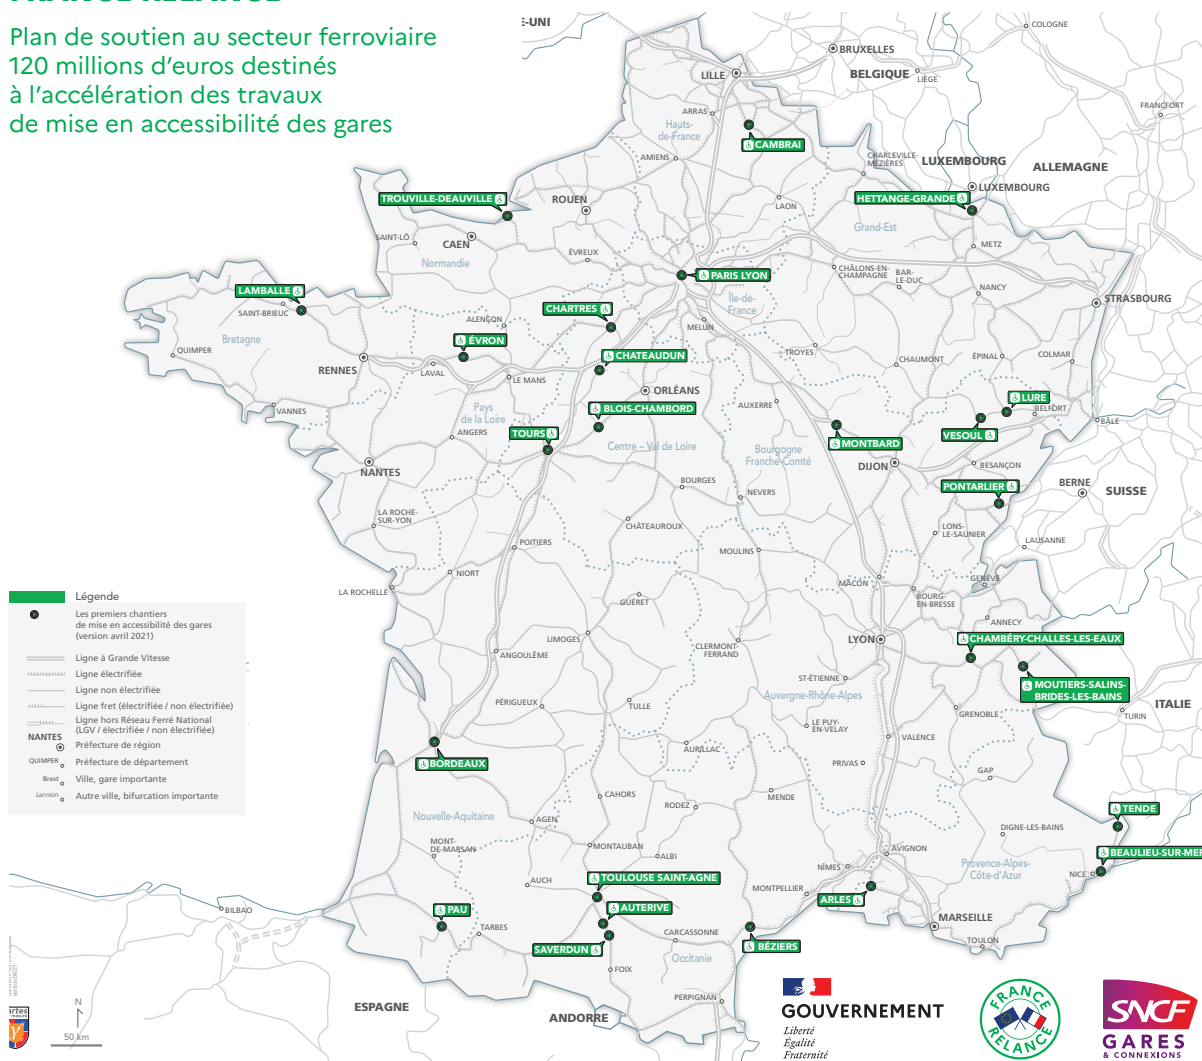 FRANCE RELANCE
Plan de soutien au secteur ferroviaire
120 millions d'euros destinés
à l'accélération des travaux
de mise en accessibilité des gares
E-UNI
COLOGNE
BRUXELLES
LILLE
BELGIQUE
LIÈGE
FRANCFORT
ARRAS
Hauts-
de-France
CAMBRAI
AMIENS
CHARLEVILLE-
MÉZIÈRES
LUXEMBOURG
ALLEMAGNE
LUXEMBOURG
TROUVILLE-DEAUVILLE
ROUEN
LAON
HETTANGE-GRANDE
Grand-Est
SAINT-LÔ
CAEN
ÉVREUX
METZ
Normandie
PARIS LYON
CHÂLONS-EN-
CHAMPAGNE
BAR-
LE-DUC
NANCY
STRASBOURG
LAMBALLE
SAINT-BRIEUC
CHARTRES
Île-de-
France
MELUN
ALENÇON
Bretagne
ÉVRON
QUIMPER
RENNES
LAVAL
LE MANS
CHATEAUDUN
TROYES
CHAUMONT
ÉPINAL
COLMAR
ORLÉANS
LURE
VANNES
Pays
de la Loire
BLOIS-CHAMBORD
AUXERRE
BELFORT
BÂLE
ANGERS
TOURS
Centre – Val de Loire
Bourgogne
Franche-Comté
MONTBARD
VESOUL
NANTES
DIJON
BESANÇON
BOURGES
NEVERS
PONTARLIER
BERNE
SUISSE
LA ROCHE-
SUR-YON
CHÂTEAUROUX
LONS-
LE-SAUNIER
LAUSANNE
POITIERS
MOULINS
NIORT
MÂCON
GENÈVE
LA ROCHELLE
GUÉRET
BOURG-
EN-BRESSE
ANNECY
LIMOGES
CLERMONT-
FERRAND
LYON
CHAMBÉRY-CHALLES-LES-EAUX
ANGOULÊME
ST-ÉTIENNE
MOUTIERS-SALINS-
BRIDES-LES-BAINS
ITALIE
Auvergne-Rhône-Alpes
PÉRIGUEUX
TULLE
TURIN
GRENOBLE
LE PUY-
EN-VELAY
VALENCE
AURILLAC
BORDEAUX
PRIVAS
GAP
CAHORS
RODEZ
MENDE
TENDE
Nouvelle-Aquitaine
AGEN
DIGNE-LES-BAINS
MONT-
DE-MARSAN
MONTAUBAN
ALBI
AVIGNON
BEAULIEU-SUR-MER
NÎMES
Provence-Alpes-
Côte-d'Azur
NICE
AUCH
TOULOUSE SAINT-AGNE
MONTPELLIER
ARLES
PAU
AUTERIVE
BILBAO
TARBES
CARCASSONNE
MARSEILLE
SAVERDUN
BÉZIERS
TOULON
Occitanie
FOIX
PERPIGNAN
ESPAGNE
ANDORRE
Légende
Les premiers chantiers
de mise en accessibilité des gares
(version avril 2021)
Ligne à Grande Vitesse
Ligne électrifiée
Ligne non électrifiée
Ligne fret (électrifiée / non électrifiée)
Ligne hors Réseau Ferré National
(LGV / électrifiée / non électrifiée)
NANTES
Préfecture de région
QUIMPER
Préfecture de département
Brest
Ville, gare importante
Lannion
Autre ville, bifurcation importante
N
50 km
GOUVERNEMENT
Liberté
Égalité
Fraternité
FRANCE
RELANCE
SNCF
GARES
& CONNEXIONS